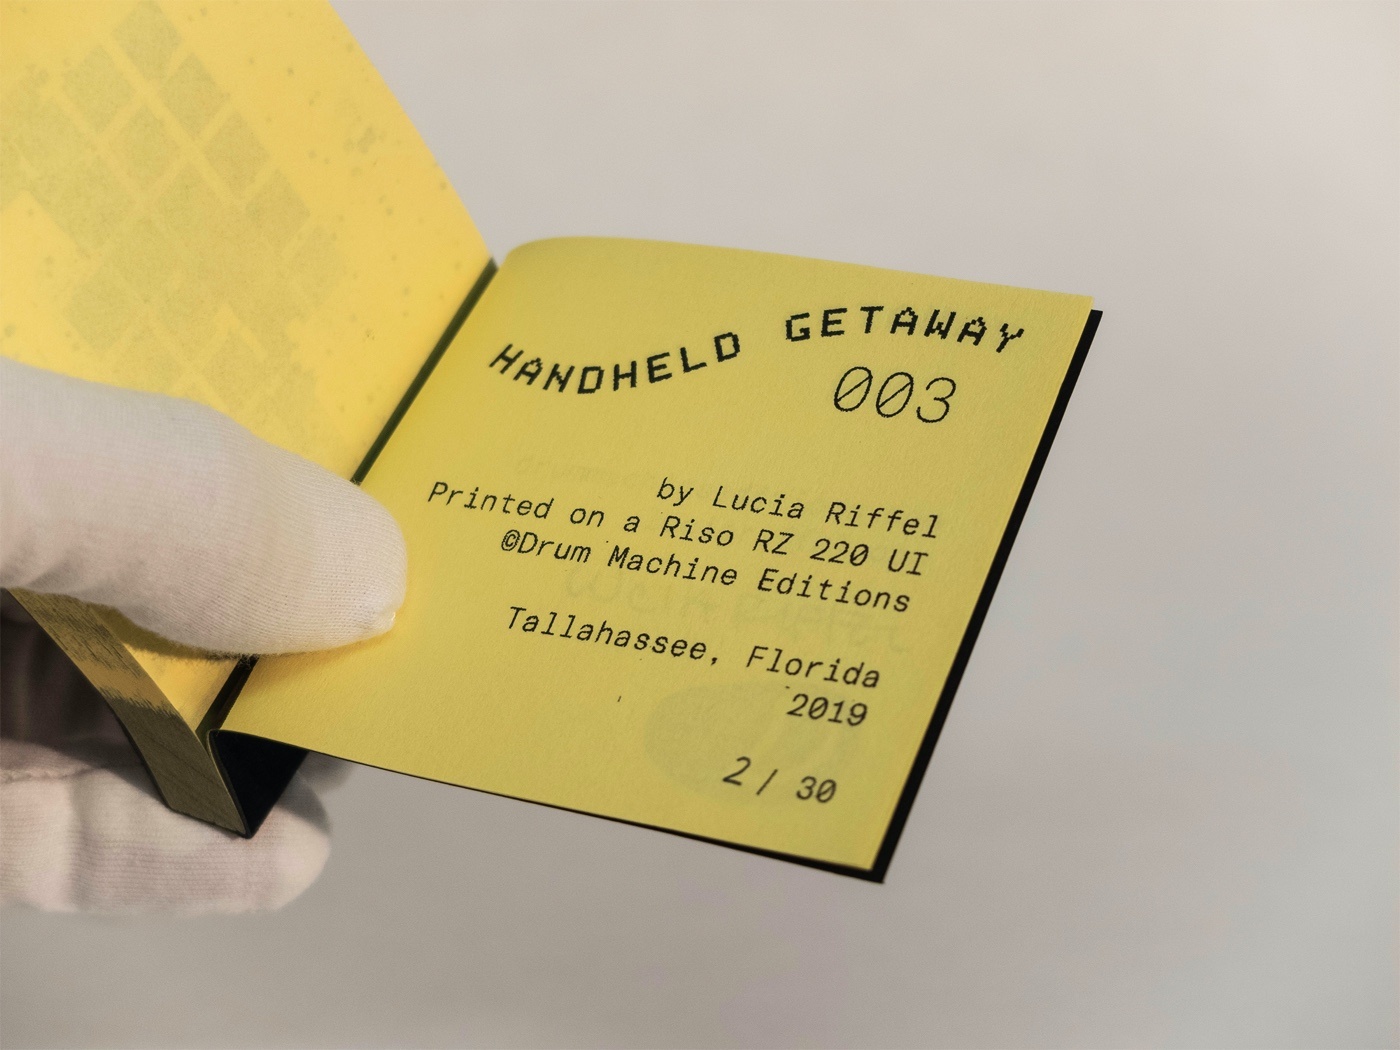 HANDHELD GETAWAY
003
by Lucia Riffel
Printed on a Riso RZ 220 UI
©Drum Machine Editions
Tallahassee, Florida
2019
2 / 30